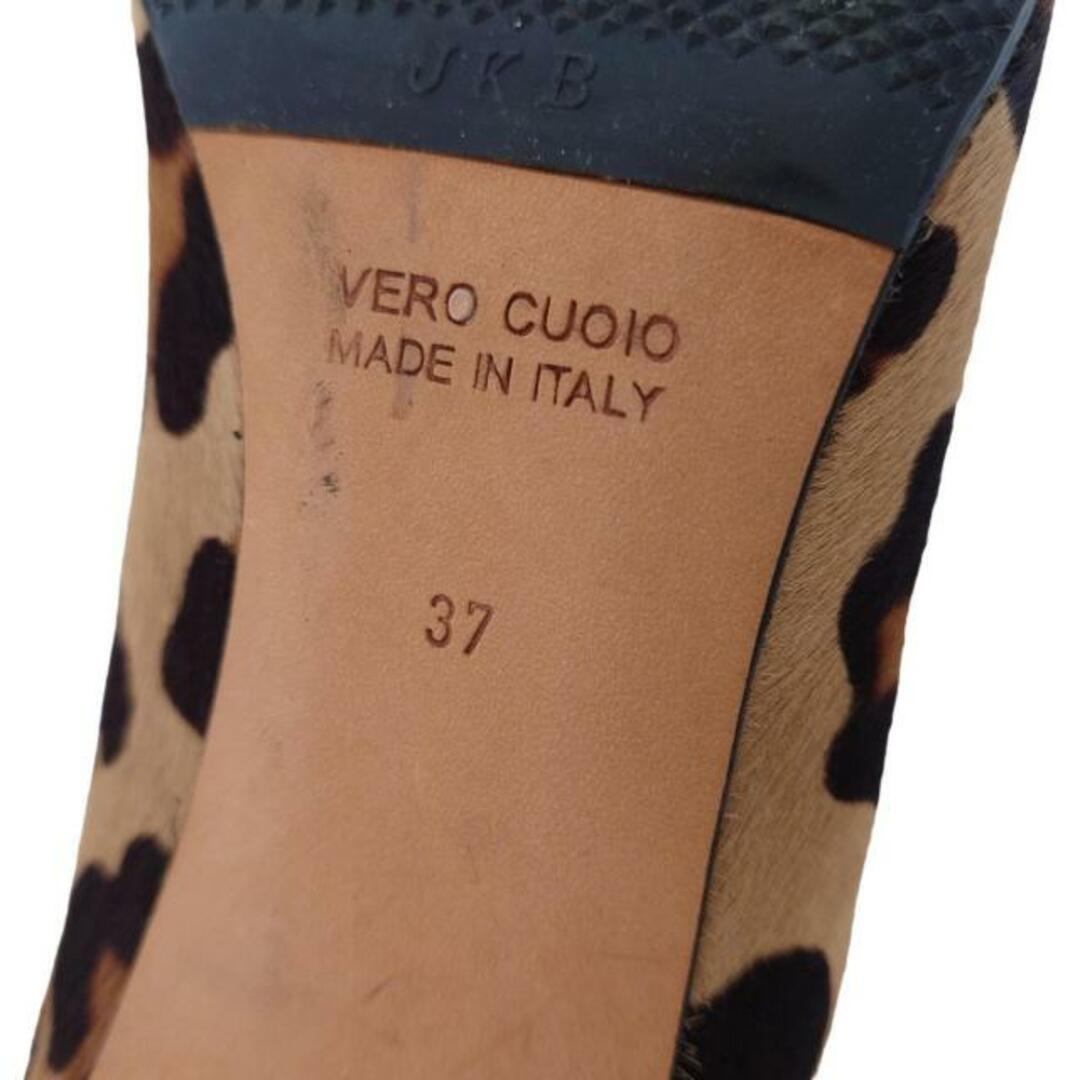 JKB
VERO CUOIO
MADE IN ITALY
37